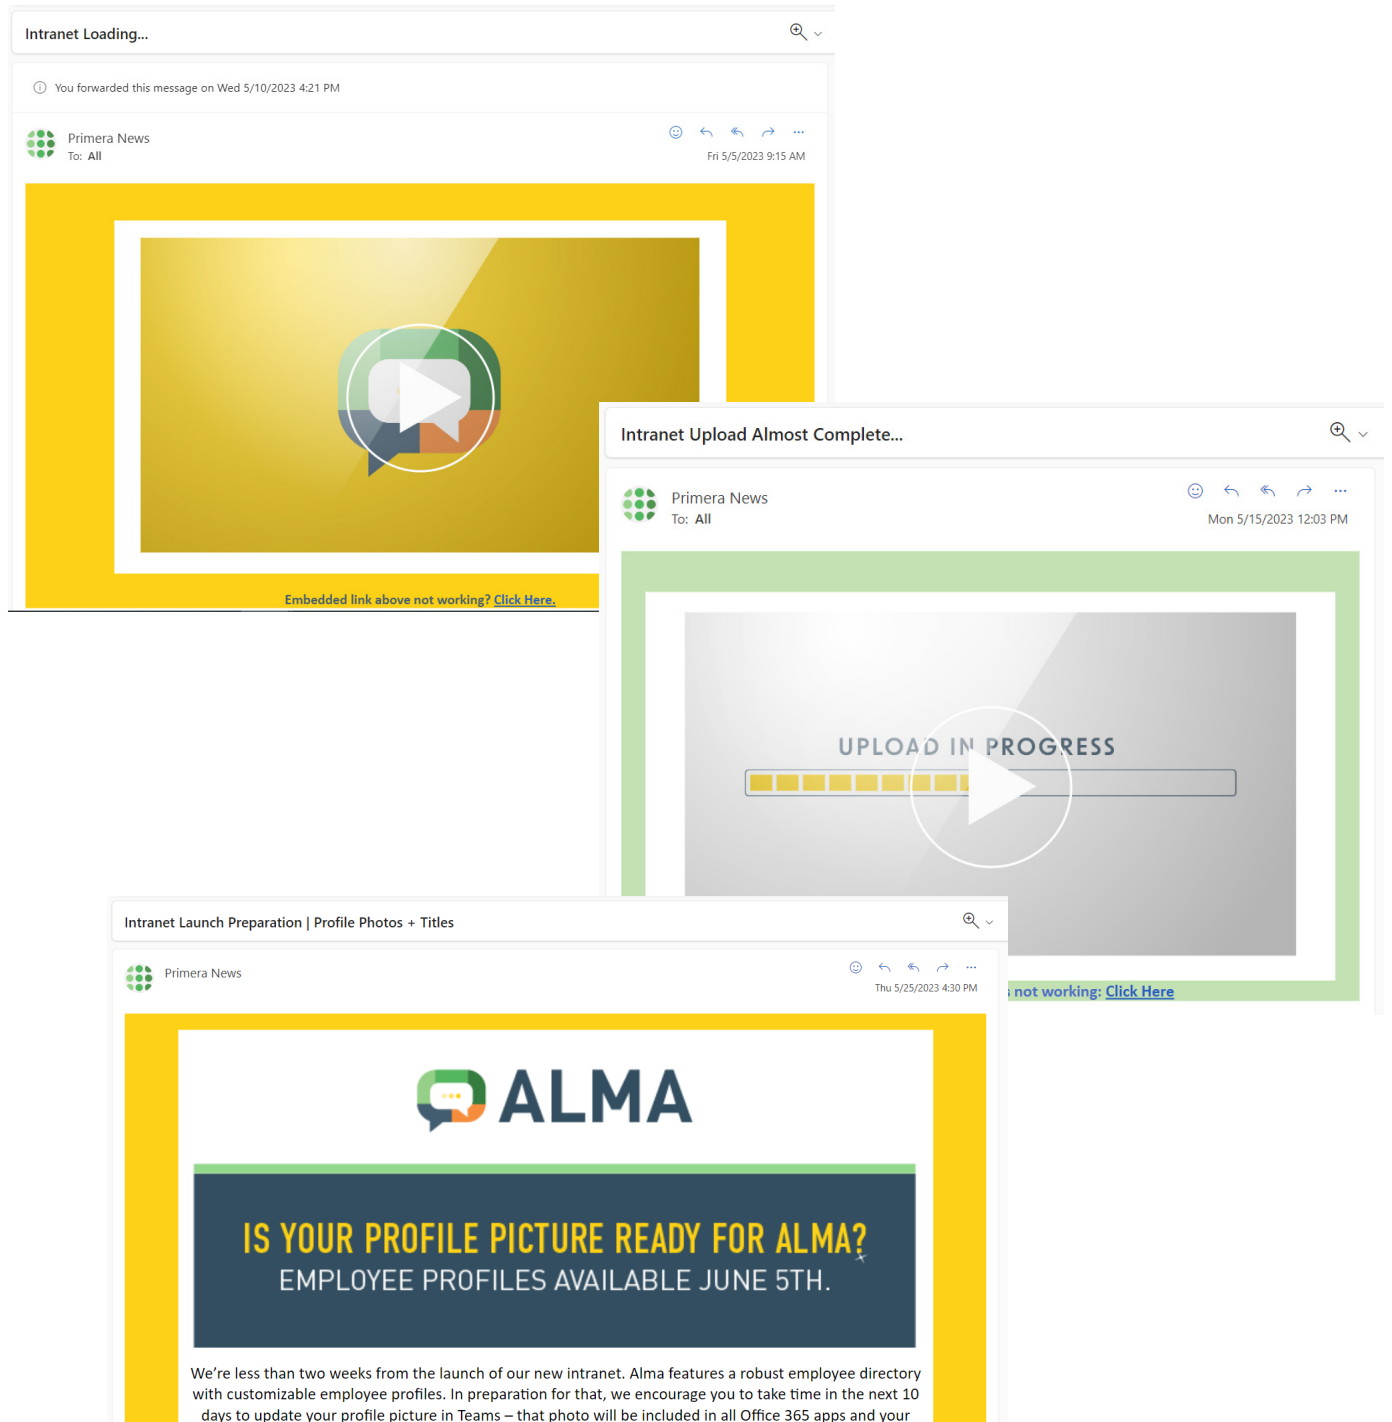 Intranet Loading...
You forwarded this message on Wed 5/10/2023 4:21 PM
Primera News
To: All
Fri 5/5/2023 9:15 AM
Embedded link above not working? Click Here.
Intranet Upload Almost Complete...
Primera News
To: All
Mon 5/15/2023 12:03 PM
UPLOAD IN PROGRESS
not working: Click Here
Intranet Launch Preparation | Profile Photos + Titles
Primera News
Thu 5/25/2023 4:30 PM
ALMA
IS YOUR PROFILE PICTURE READY FOR ALMA?
EMPLOYEE PROFILES AVAILABLE JUNE 5TH.
We're less than two weeks from the launch of our new intranet. Alma features a robust employee directory
with customizable employee profiles. In preparation for that, we encourage you to take time in the next 10
days to update your profile picture in Teams – that photo will be included in all Office 365 apps and your